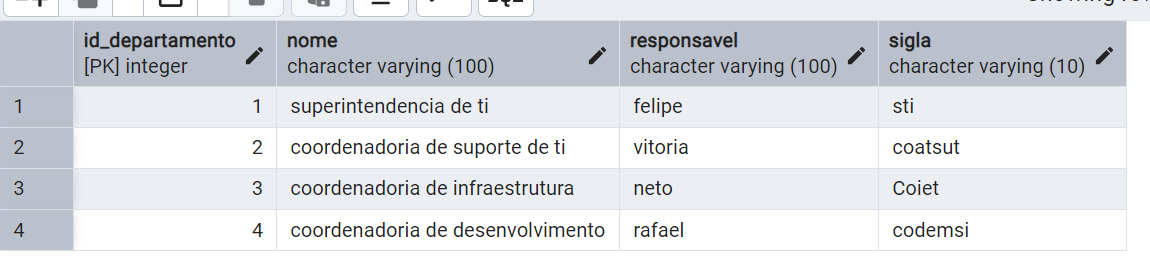 id_departamento nome responsavel sigla
[PK] integer character varying (100) character varying (100) character varying (10)
1 1 superintendencia de ti felipe sti
2 2 coordenadoria de suporte de ti vitoria coatsut
3 3 coordenadoria de infraestrutura neto Coiet
4 4 coordenadoria de desenvolvimento rafael codemsi